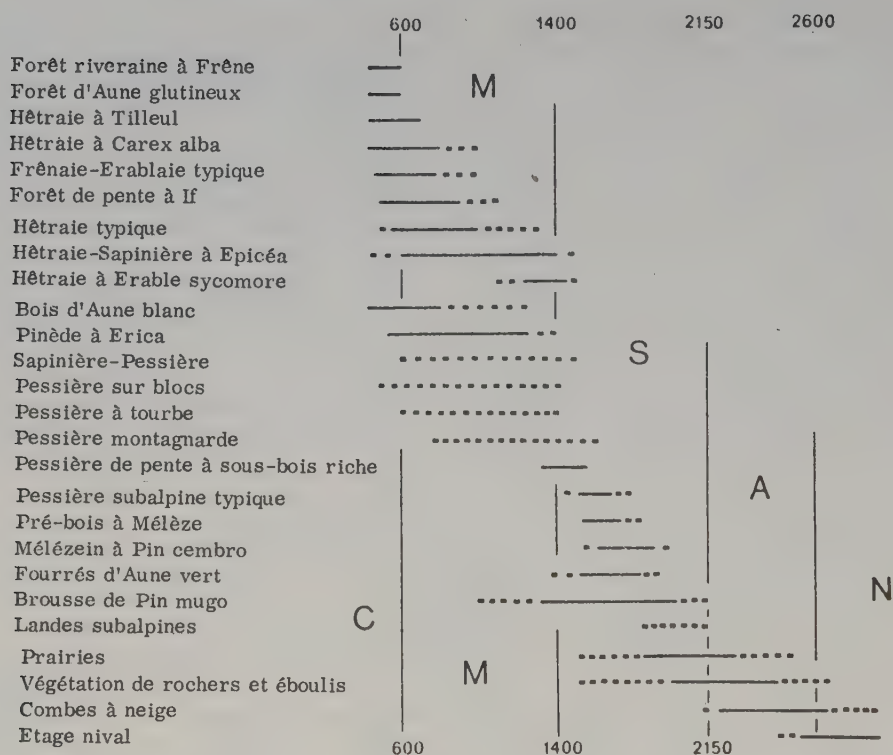 600 1400 2150 2600
Forêt riveraine à Frêne
Forêt d'Aune glutineux
M
Hêtraie à Tilleul
Hêtraie à Carex alba
Frênaie-Erablaie typique
Forêt de pente à If
Hêtraie typique
Hêtraie-Sapinière à Epicéa
Hêtraie à Erable sycomore
Bois d'Aune blanc
Pinède à Erica
S
Sapinière-Pessière
Pessière sur blocs
Pessière à tourbe
Pessière montagnarde
Pessière de pente à sous-bois riche
A
Pessière subalpine typique
Pré-bois à Mélèze
Mélézein à Pin cembro
Fourrés d'Aune vert
N
Brousse de Pin mugo
C
Landes subalpines
Prairies
M
Végétation de rochers et éboulis
Combes à neige
Etage nival
600 1400 2150 2600